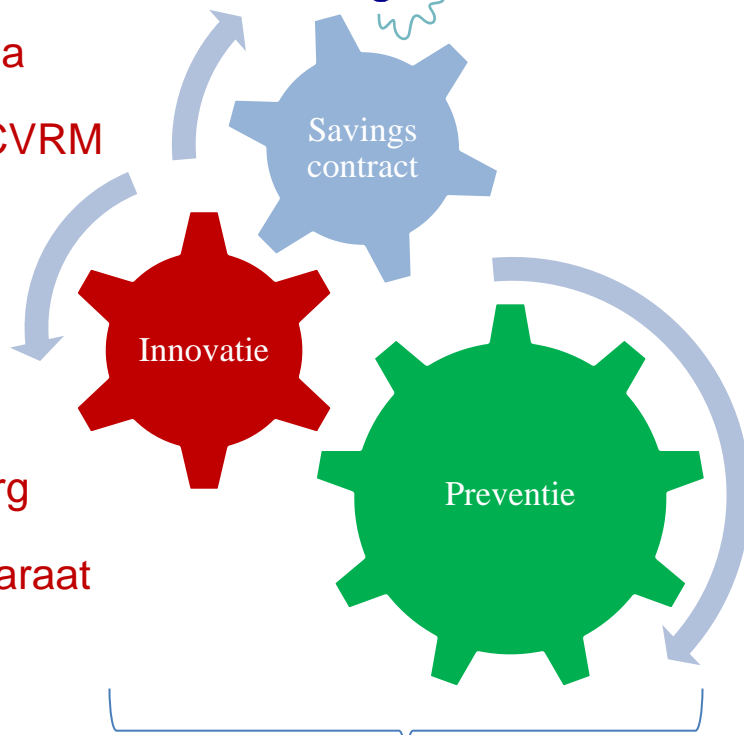 g
a
CVRM
Savings
contract
Innovatie
Preventie
rg
araat